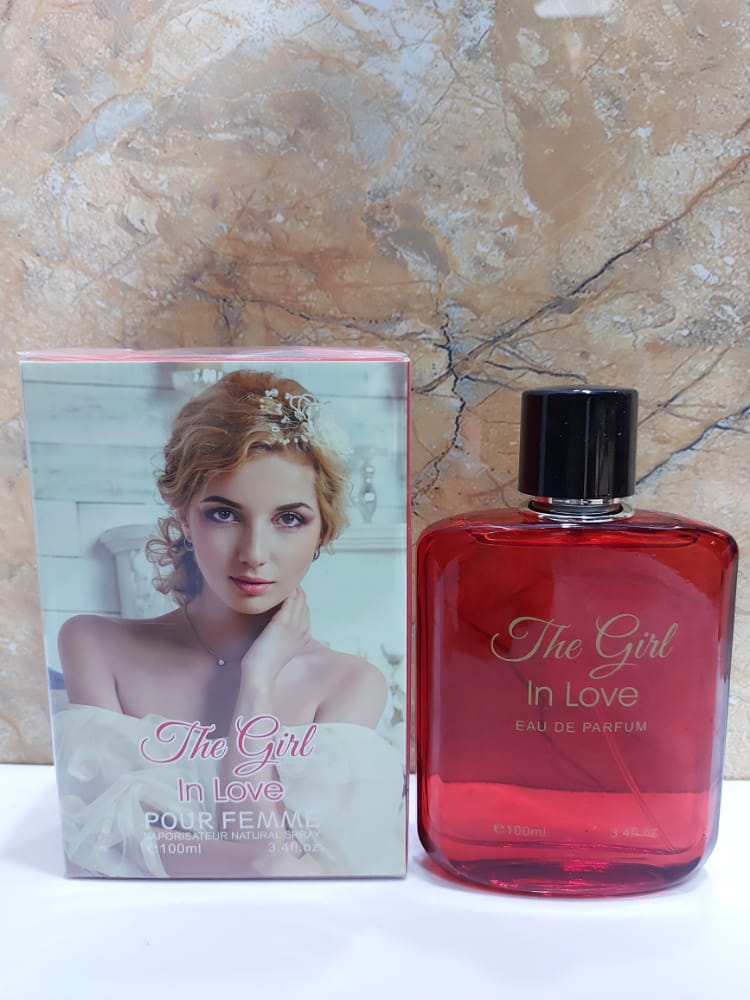 The Girl
In Love
POUR FEMME
VAPORISATEUR NATURAL SPRAY
e100ml 3.4fl.oz
The Girl
In Love
EAU DE PARFUM
e100ml 3.4fl.oz